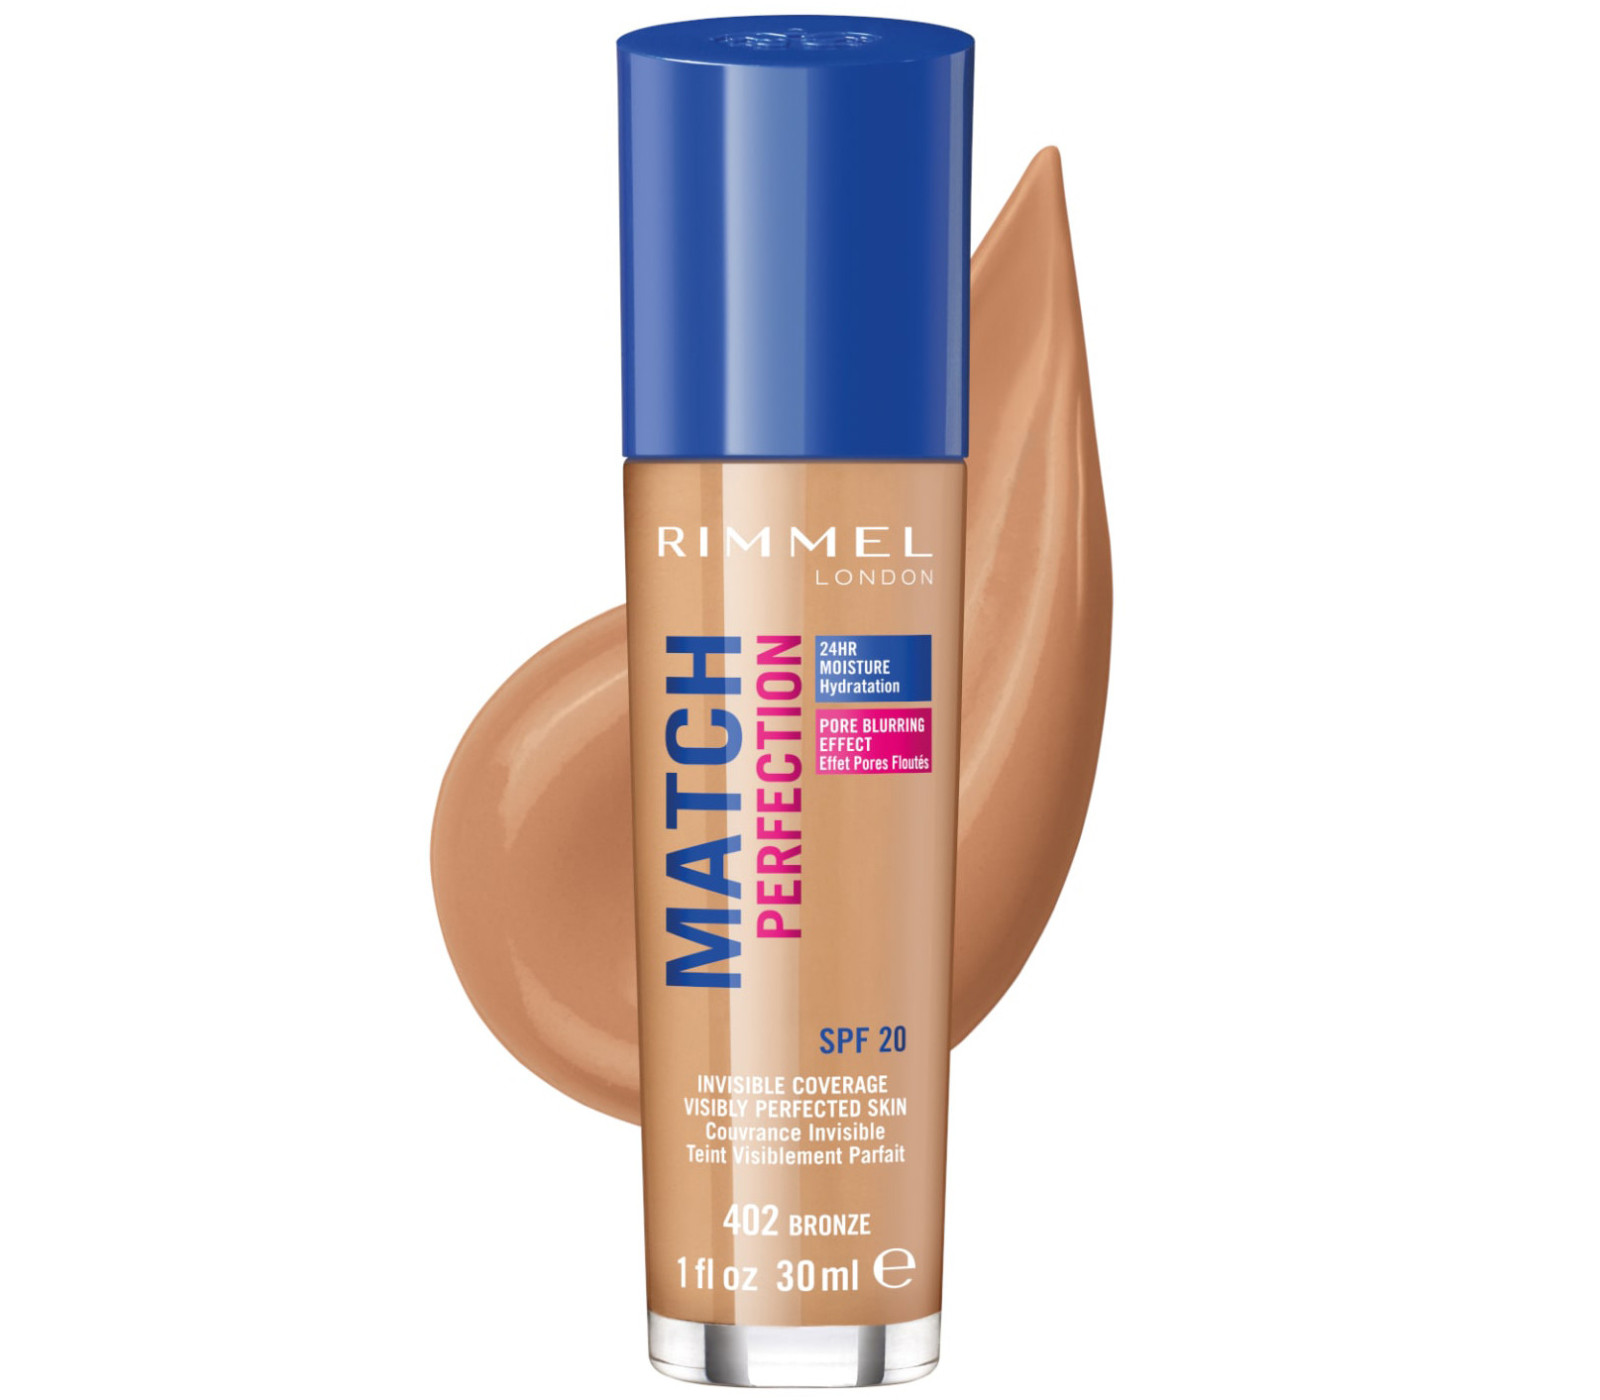 RIMMEL
LONDON
MATCH
PERFECTION
24HR
MOISTURE
Hydratation
PORE BLURRING
EFFECT
Effet Pores Floutés
SPF 20
INVISIBLE COVERAGE
VISIBLY PERFECTED SKIN
Couvrance Invisible
Teint Visiblement Parfait
402 BRONZE
1 fl oz 30 ml ℮